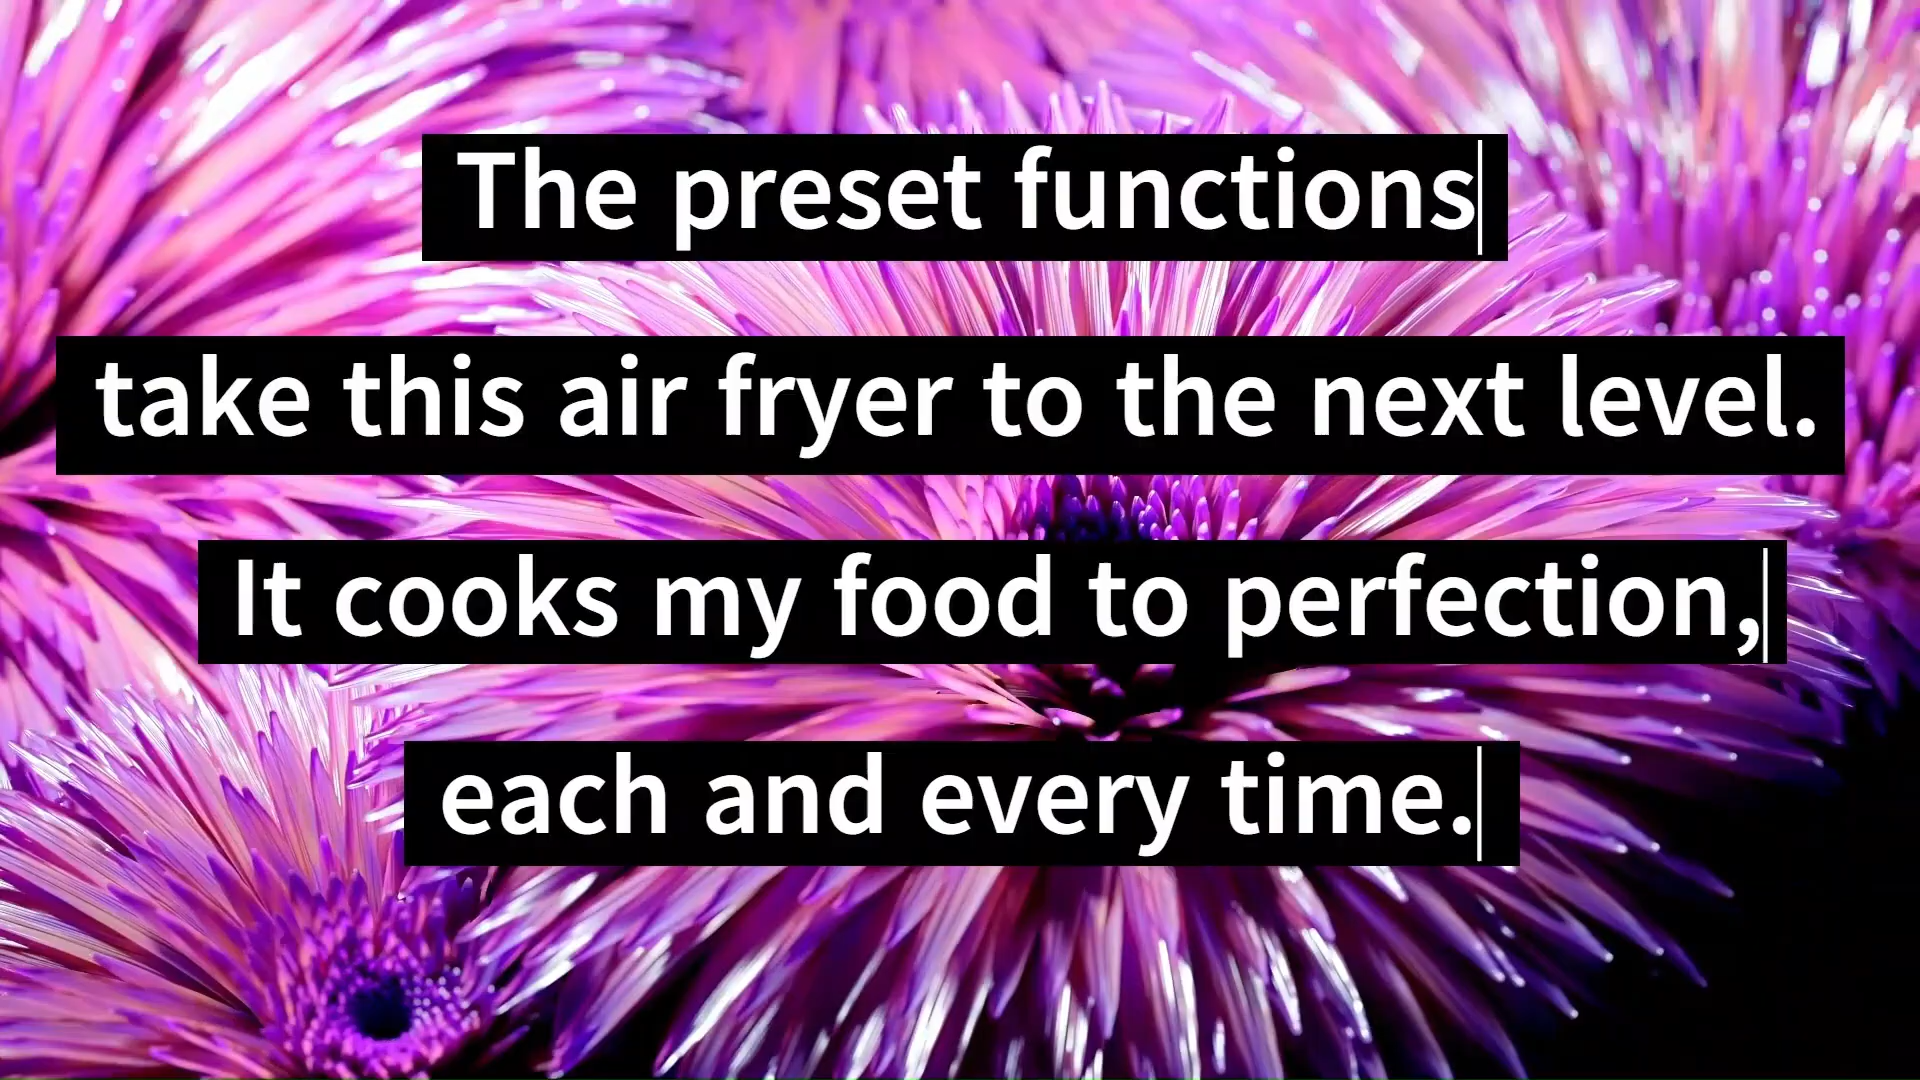 The preset functions
take this air fryer to the next level.
It cooks my food to perfection,
each and every time.